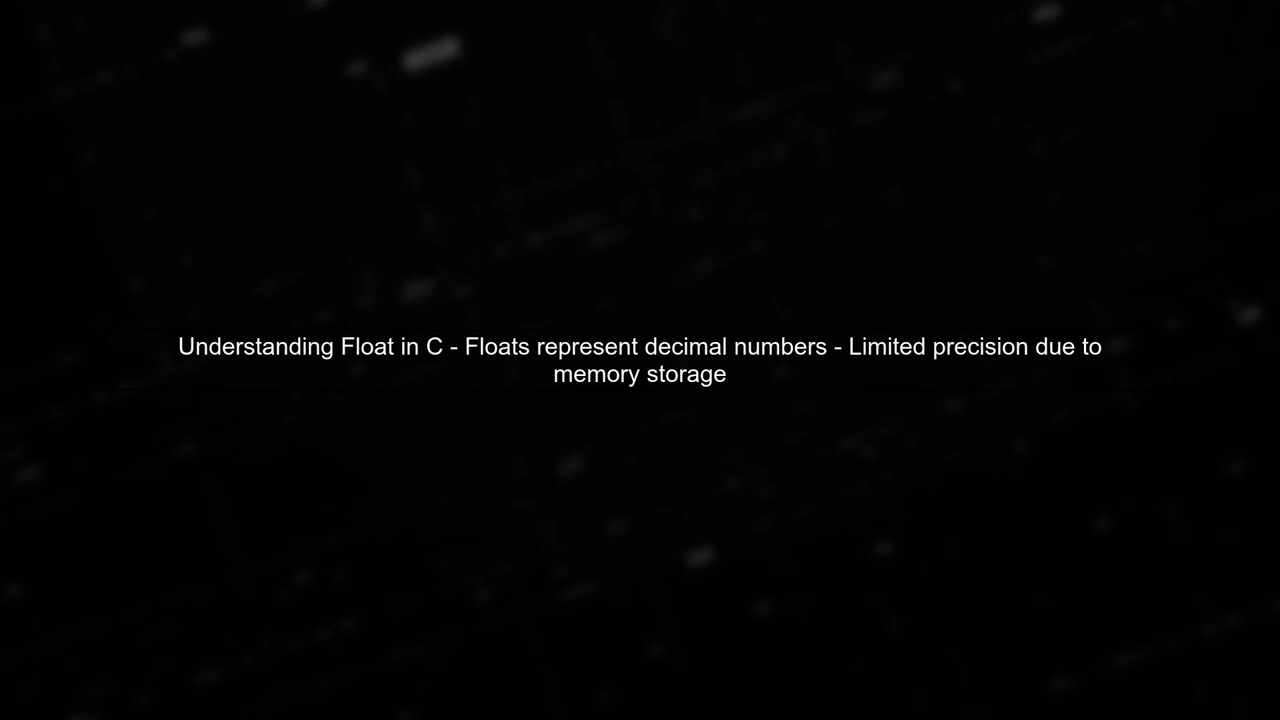 Understanding Float in C - Floats represent decimal numbers - Limited precision due to
memory storage